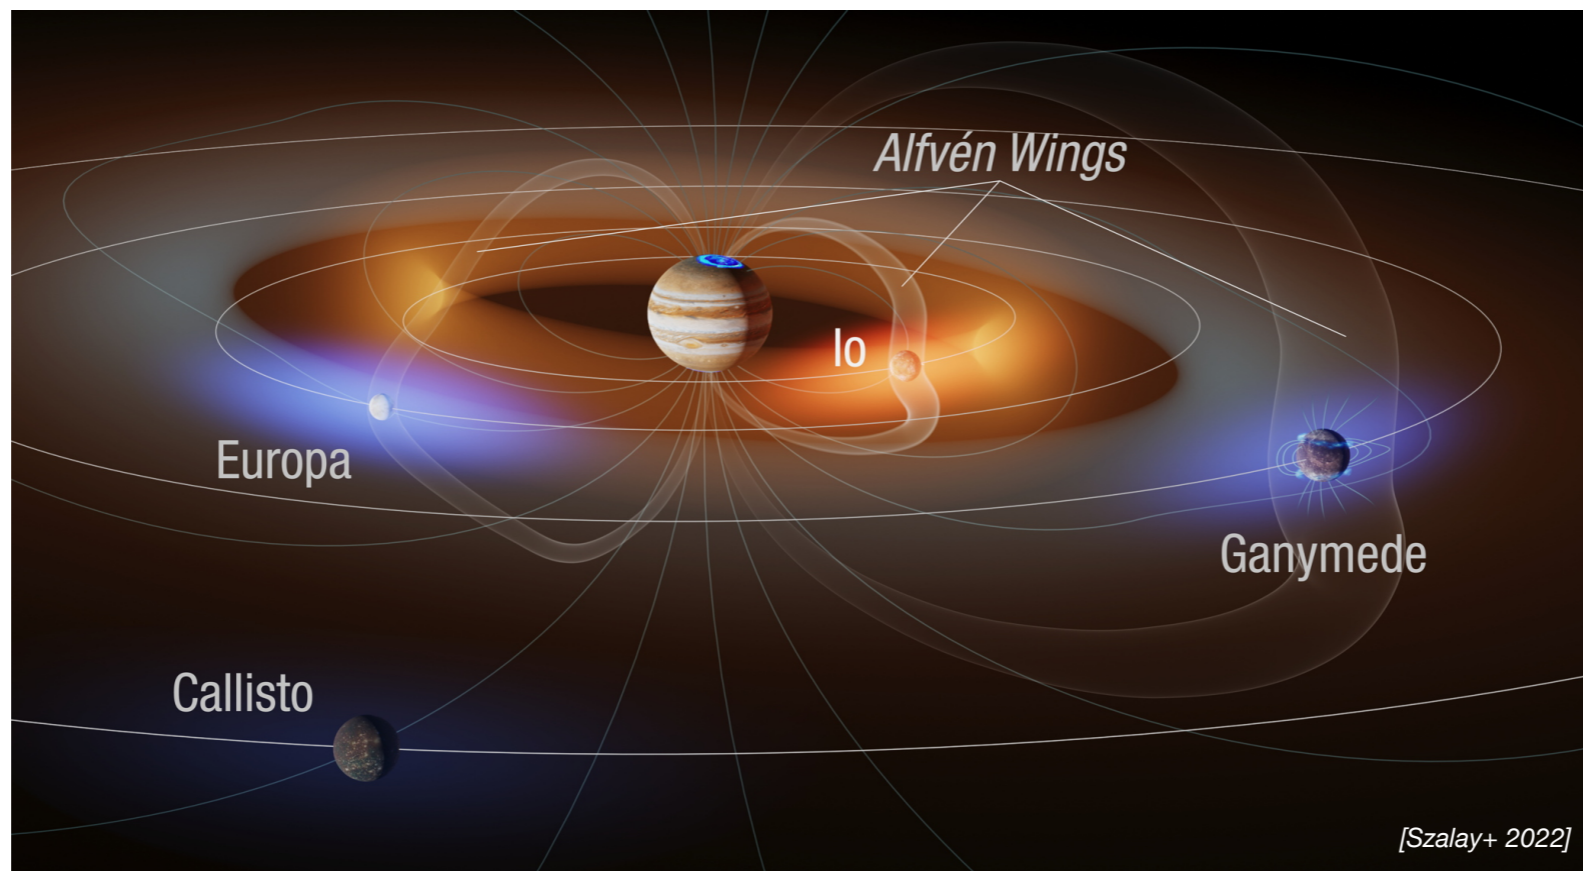 Alfvén Wings
Io
Europa
Ganymede
Callisto
[Szalay+ 2022]